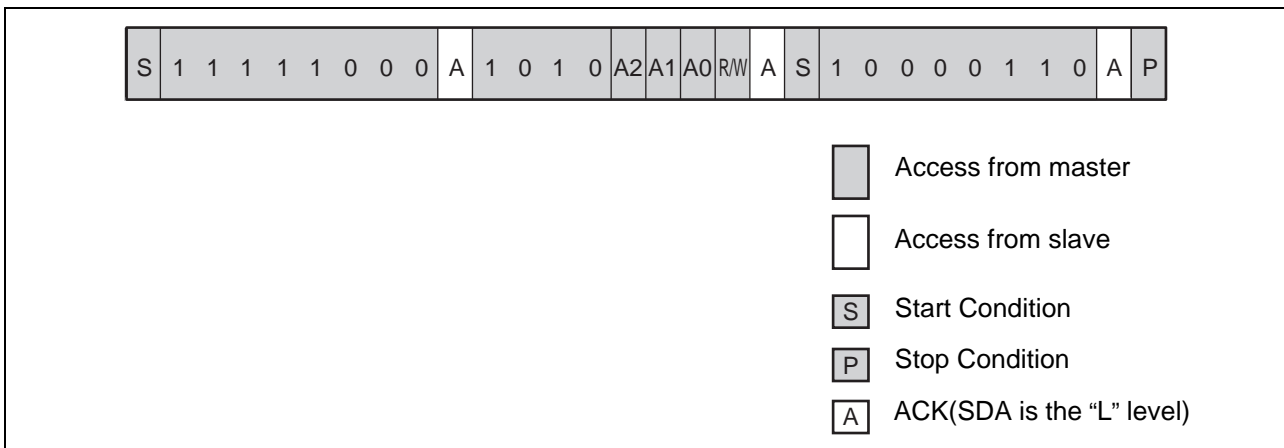 S 1 1 1 1 1 0 0 0 A 1 0 1 0 A2 A1 A0 R/W A S 1 0 0 0 0 1 1 0 A P
Access from master
Access from slave
S Start Condition
P Stop Condition
A ACK(SDA is the “L” level)